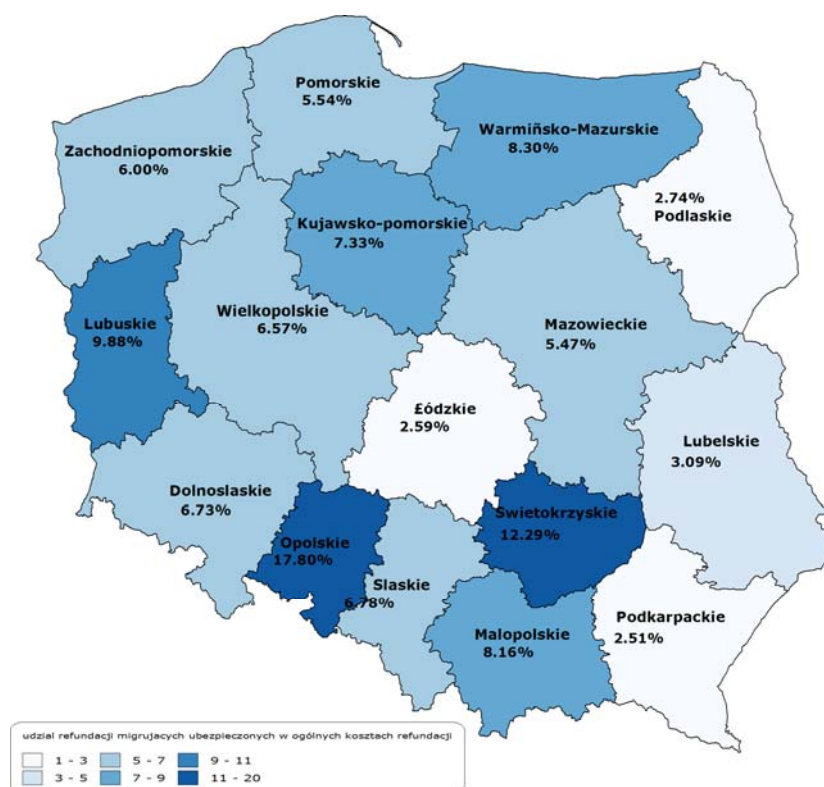 Pomorskie
5.54%
Warmiñsko-Mazurskie
8.30%
Zachodniopomorskie
6.00%
2.74%
Podlaskie
Kujawsko-pomorskie
7.33%
Wielkopolskie
6.57%
Lubuskie
9.88%
Mazowieckie
5.47%
£ódzkie
2.59%
Lubelskie
3.09%
Dolnoslaskie
6.73%
Swietokrzyskie
12.29%
Opolskie
17.80%
Slaskie
6.78%
Podkarpackie
2.51%
Malopolskie
8.16%
udzial refundacji migrujacych ubezpieczonych w ogólnych kosztach refundacji
1 - 3
5 - 7
9 - 11
3 - 5
7 - 9
11 - 20